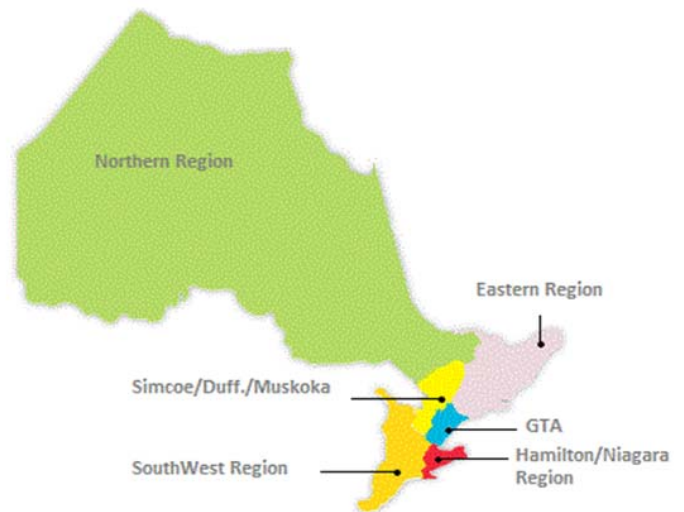 Northern Region
Eastern Region
Simcoe/Duff./Muskoka
GTA
Hamilton/Niagara
Region
SouthWest Region